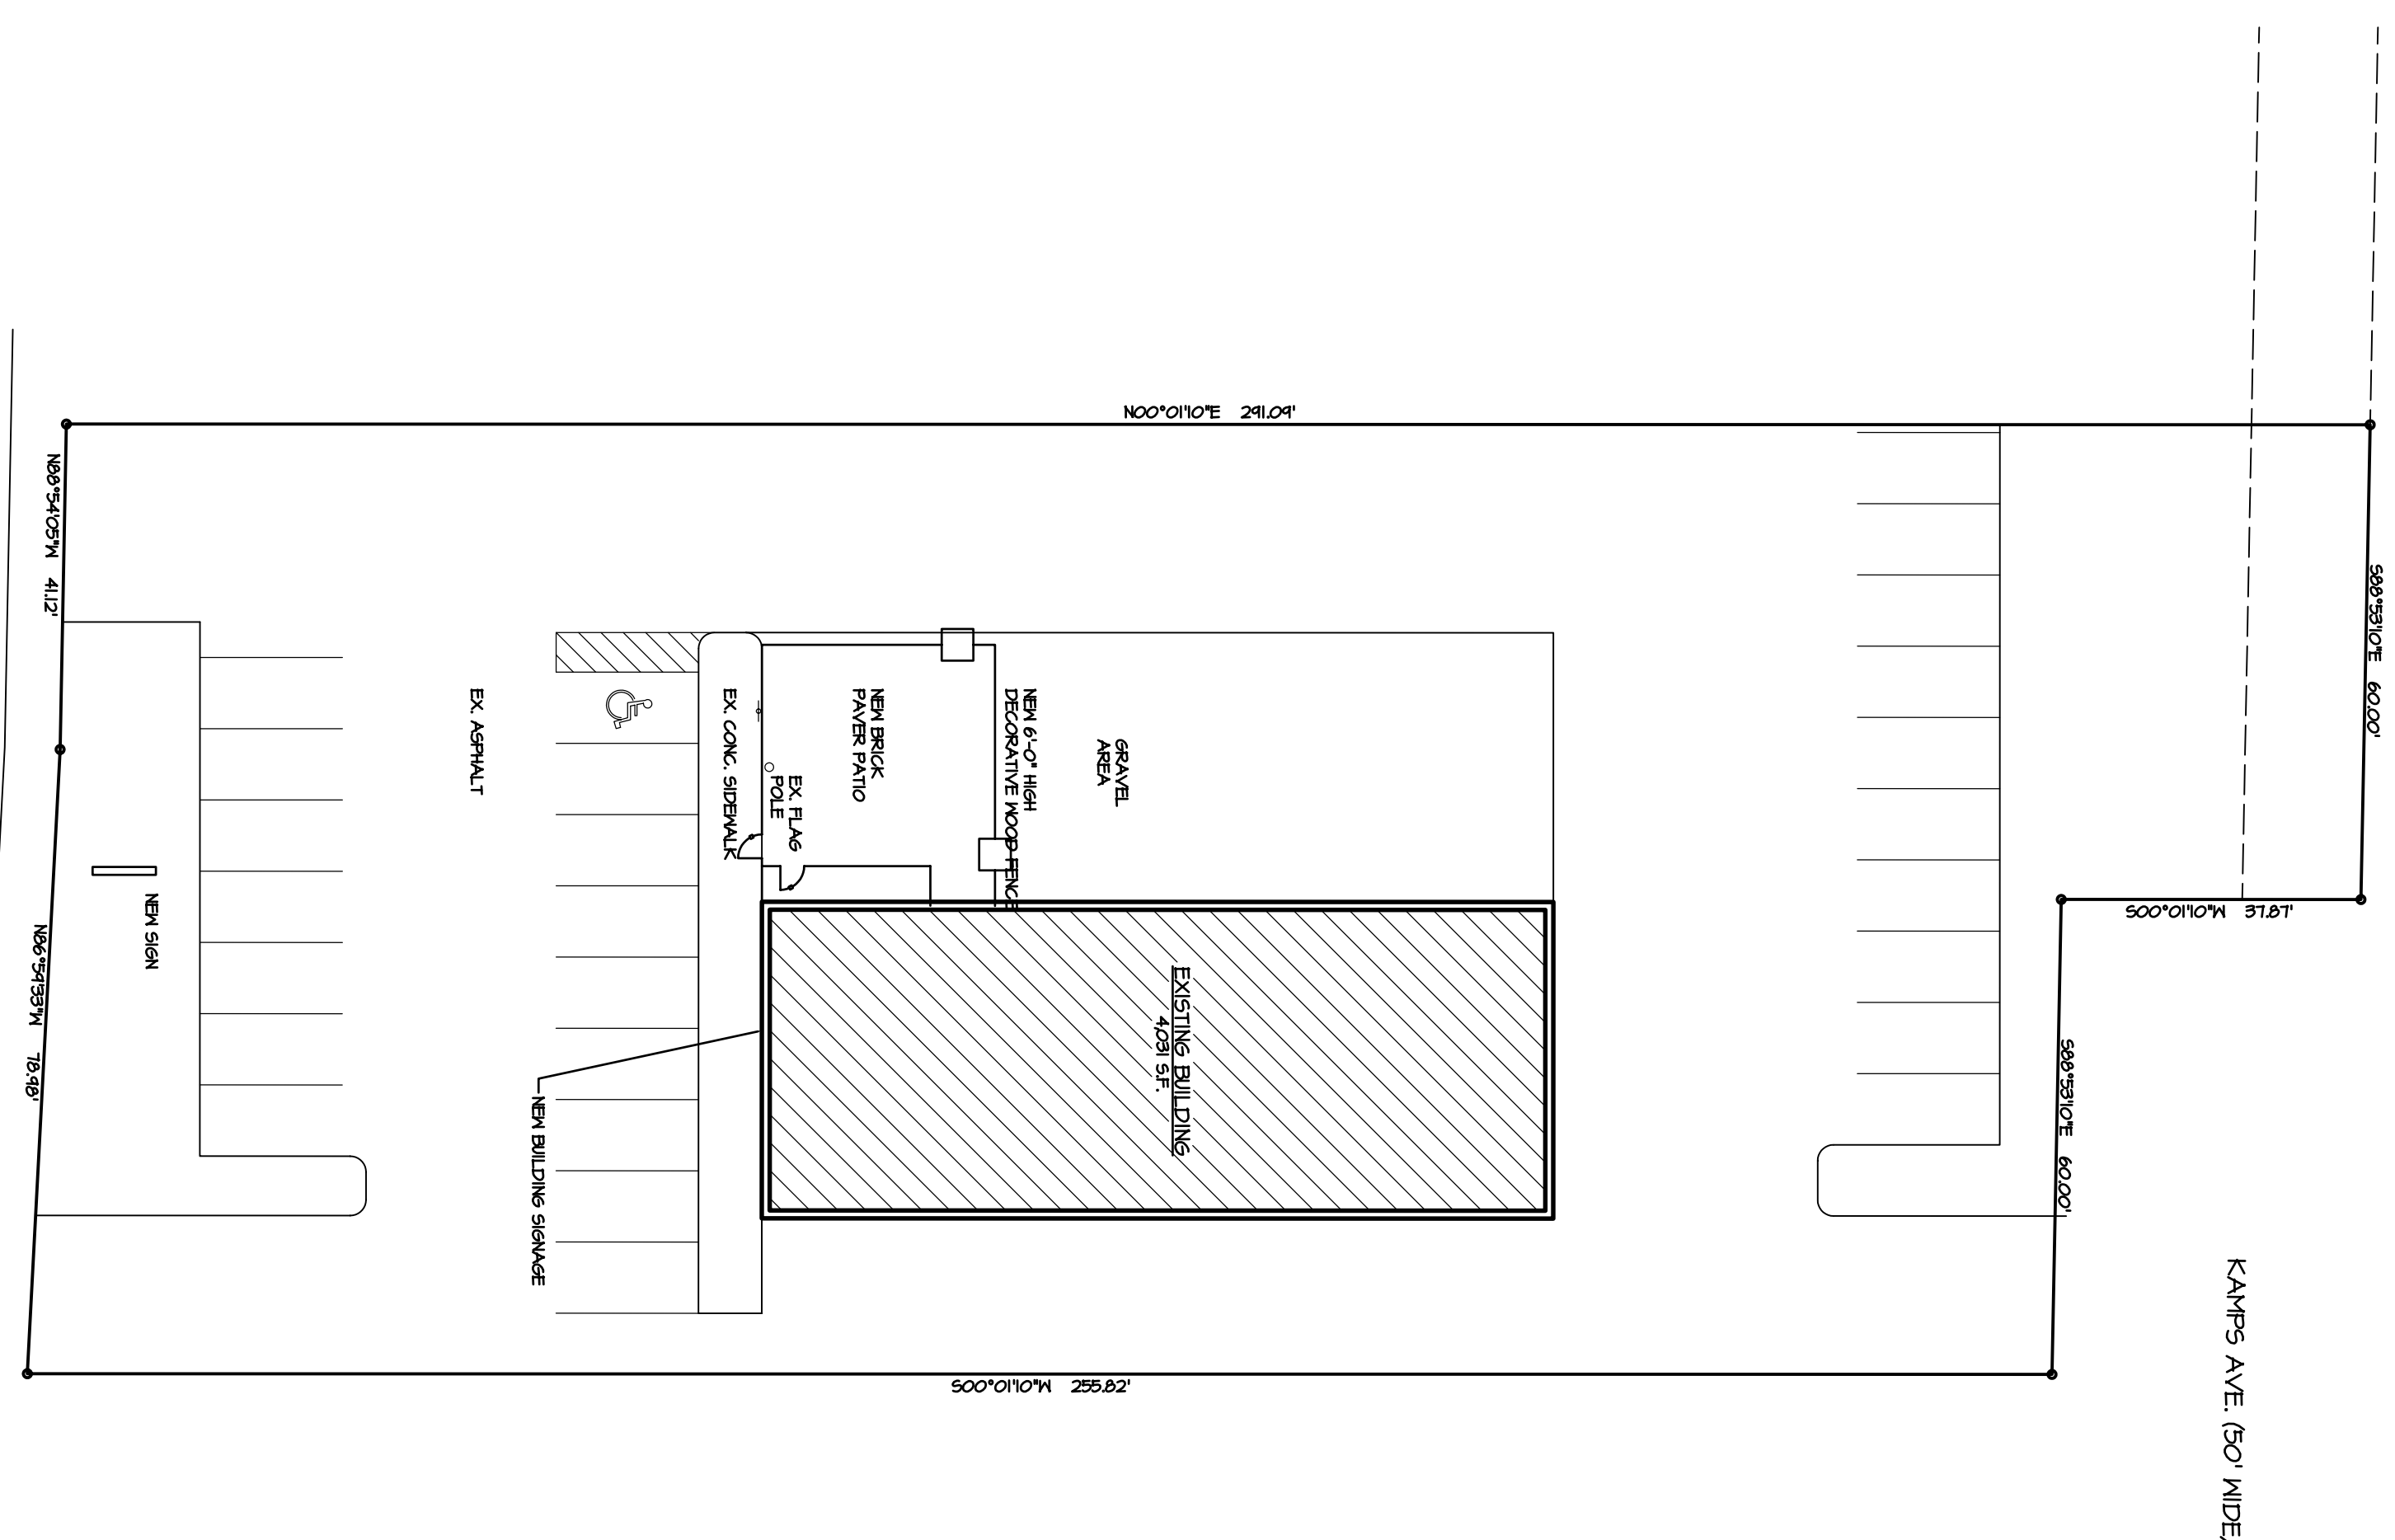 N00°01'10"E 291.09'
N88°54'05"W 41.12'
S88°53'10"E 60.00'
EX. ASPHALT
EX. CONC. SIDEWALK
EX. FLAG
POLE
NEW BRICK
PAVER PATIO
NEW 6'-0" HIGH
DECORATIVE WOOD FENCE
GRAVEL
AREA
S00°01'10"W 37.87'
NEW SIGN
N86°59'33"W 78.98'
EXISTING BUILDING
4,031 S.F.
S88°53'10"E 60.00'
NEW BUILDING SIGNAGE
KAMPS AVE. (50' WIDE
S00°01'10"W 255.82'